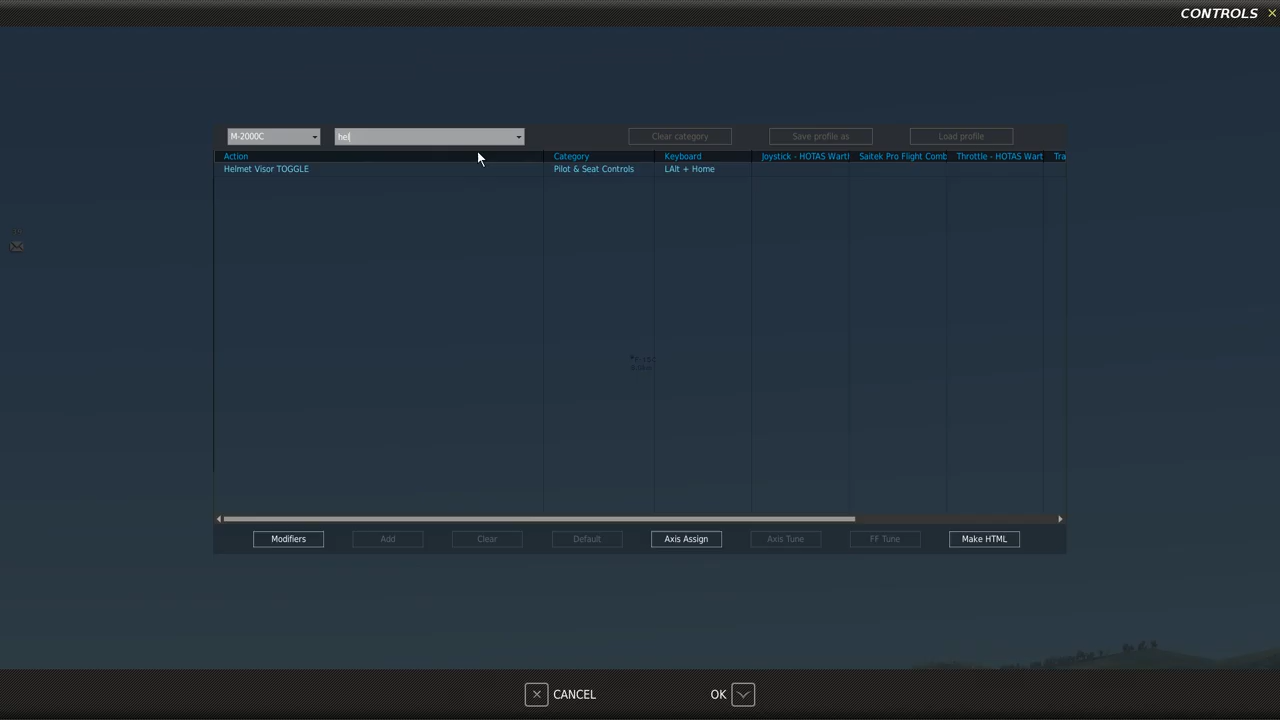 CONTROLS ×
M-2000C hel Clear category Save profile as Load profile
Action Category Keyboard Joystick - HOTAS Wartl Saitek Pro Flight Comb Throttle - HOTAS Wart Tra
Helmet Visor TOGGLE Pilot & Seat Controls LAlt + Home
Modifiers Add Clear Default Axis Assign Axis Tune FF Tune Make HTML
CANCEL OK